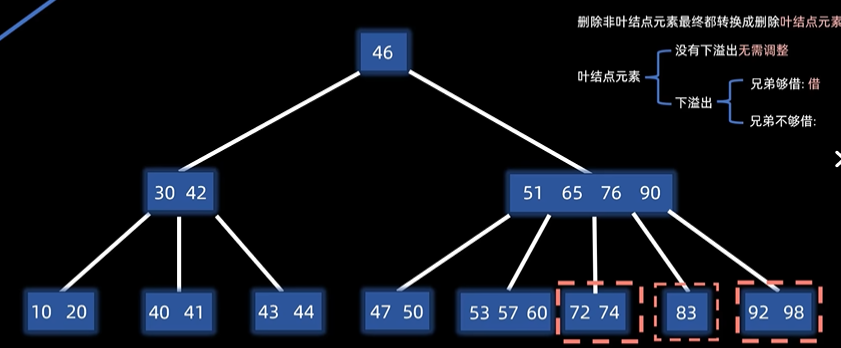 删除非叶结点元素最终都转换成删除叶结点元素
没有下溢出无需调整
叶结点元素
兄弟够借: 借
下溢出
兄弟不够借:
46
30 42
51 65 76 90
10 20
40 41
43 44
47 50
53 57 60
72 74
83
92 98